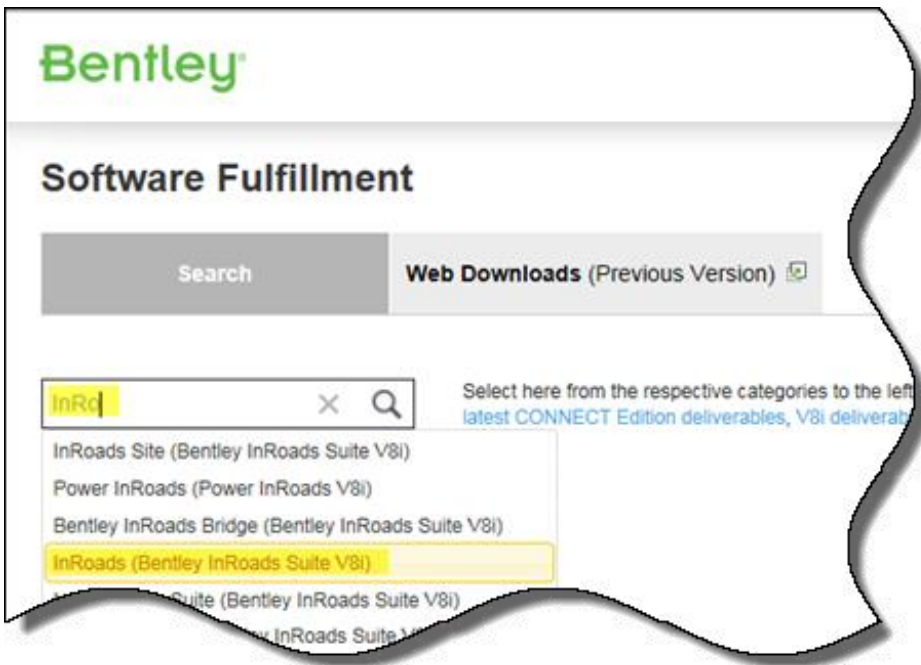 Bentley®
Software Fulfillment
Search
Web Downloads (Previous Version)
InRo
Select here from the respective categories to the left
latest CONNECT Edition deliverables, V8i deliverab
InRoads Site (Bentley InRoads Suite V8i)
Power InRoads (Power InRoads V8i)
Bentley InRoads Bridge (Bentley InRoads Suite V8i)
InRoads (Bentley InRoads Suite V8i)
Suite (Bentley InRoads Suite V8i)
InRoads Suite